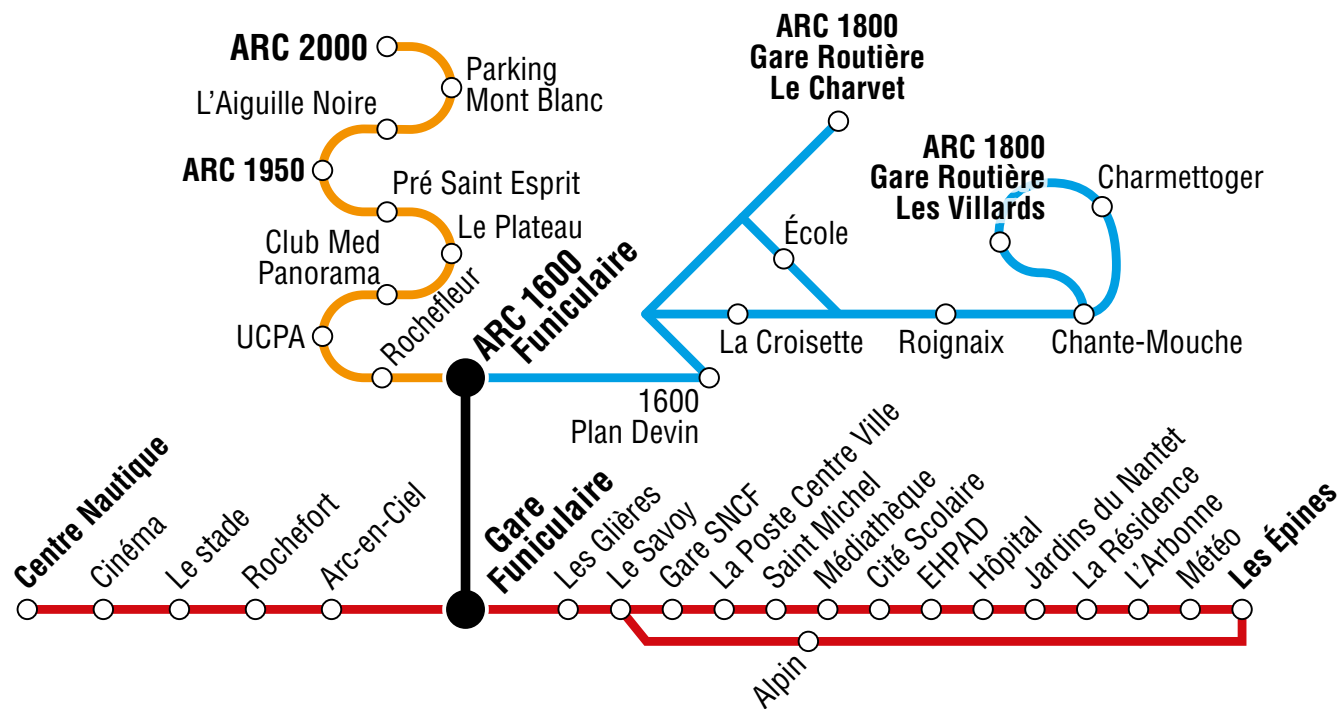 ARC 2000
Parking
Mont Blanc
L'Aiguille Noire
ARC 1950
Pré Saint Esprit
Le Plateau
Club Med
Panorama
UCPA
Rochefleur
ARC 1600
Funiculaire
ARC 1800
Gare Routière
Le Charvet
ARC 1800
Gare Routière
Les Villards
Charmettoger
École
La Croisette
Roignaix
Chante-Mouche
1600
Plan Devin
Centre Nautique
Cinéma
Le stade
Rochefort
Arc-en-Ciel
Gare
Funiculaire
Les Glières
Le Savoy
Gare SNCF
La Poste Centre Ville
Saint Michel
Médiathèque
Cité Scolaire
EHPAD
Hôpital
Jardins du Nantet
La Résidence
L'Arbonne
Météo
Les Épines
Alpin